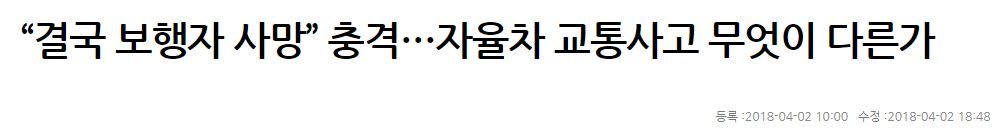 “결국 보행자 사망” 충격…자율차 교통사고 무엇이 다른가
등록 :2018-04-02 10:00 수정 :2018-04-02 18:48